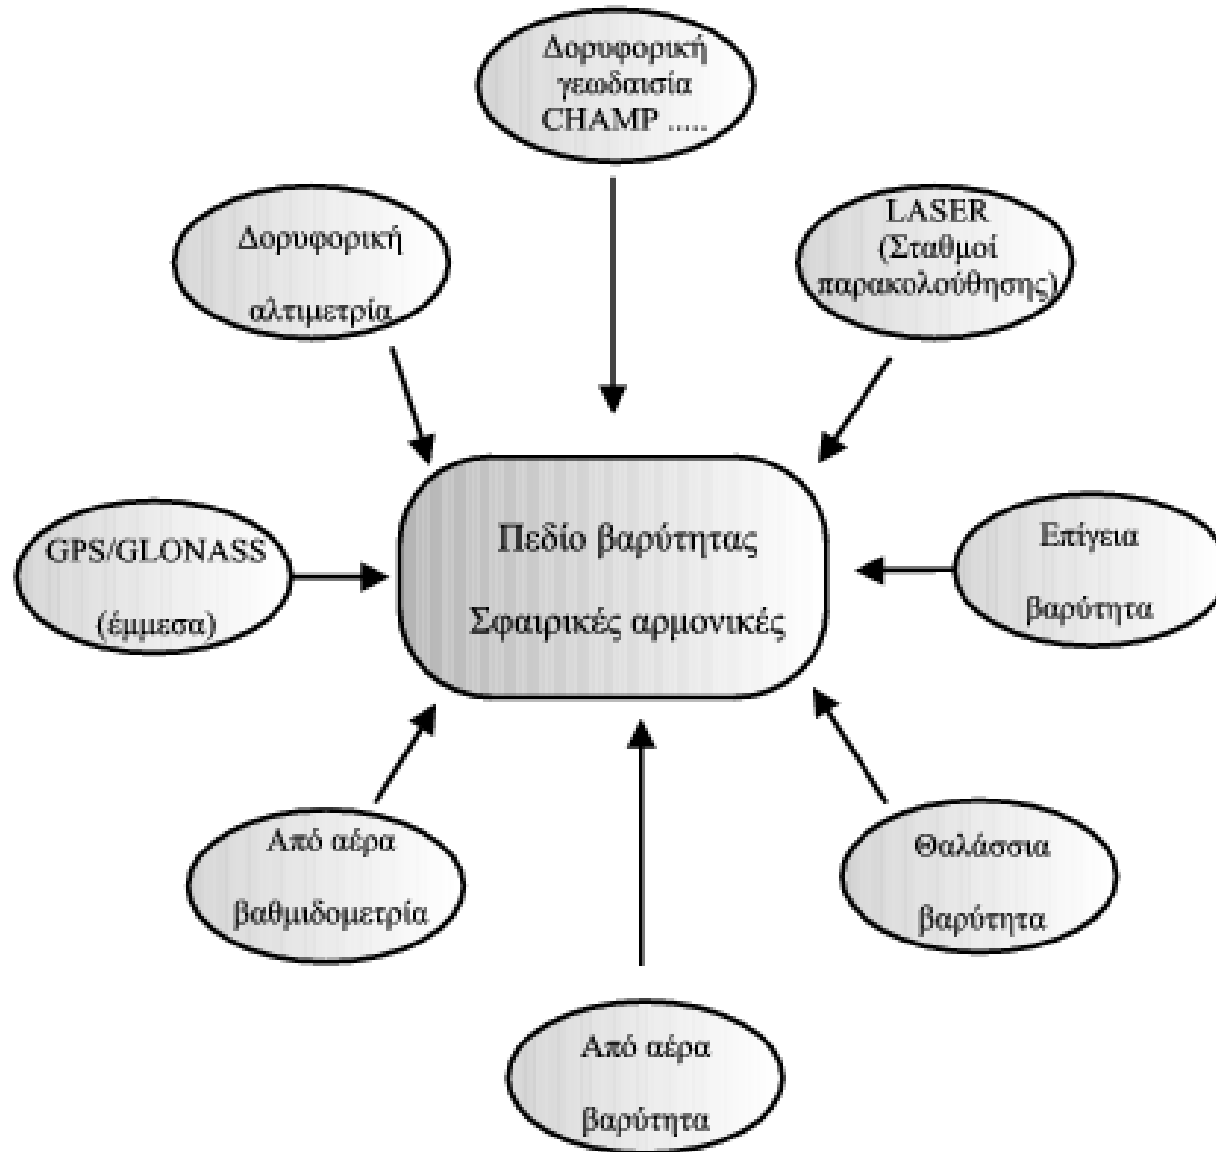 Δορυφορική
γεωδαισία
CHAMP .....
Δορυφορική
αλτιμετρία
LASER
(Σταθμοί
παρακολούθησης)
GPS/GLONASS
(έμμεσα)
Πεδίο βαρύτητας
Σφαιρικές αρμονικές
Επίγεια
βαρύτητα
Από αέρα
βαθμιδομετρία
Θαλάσσια
βαρύτητα
Από αέρα
βαρύτητα